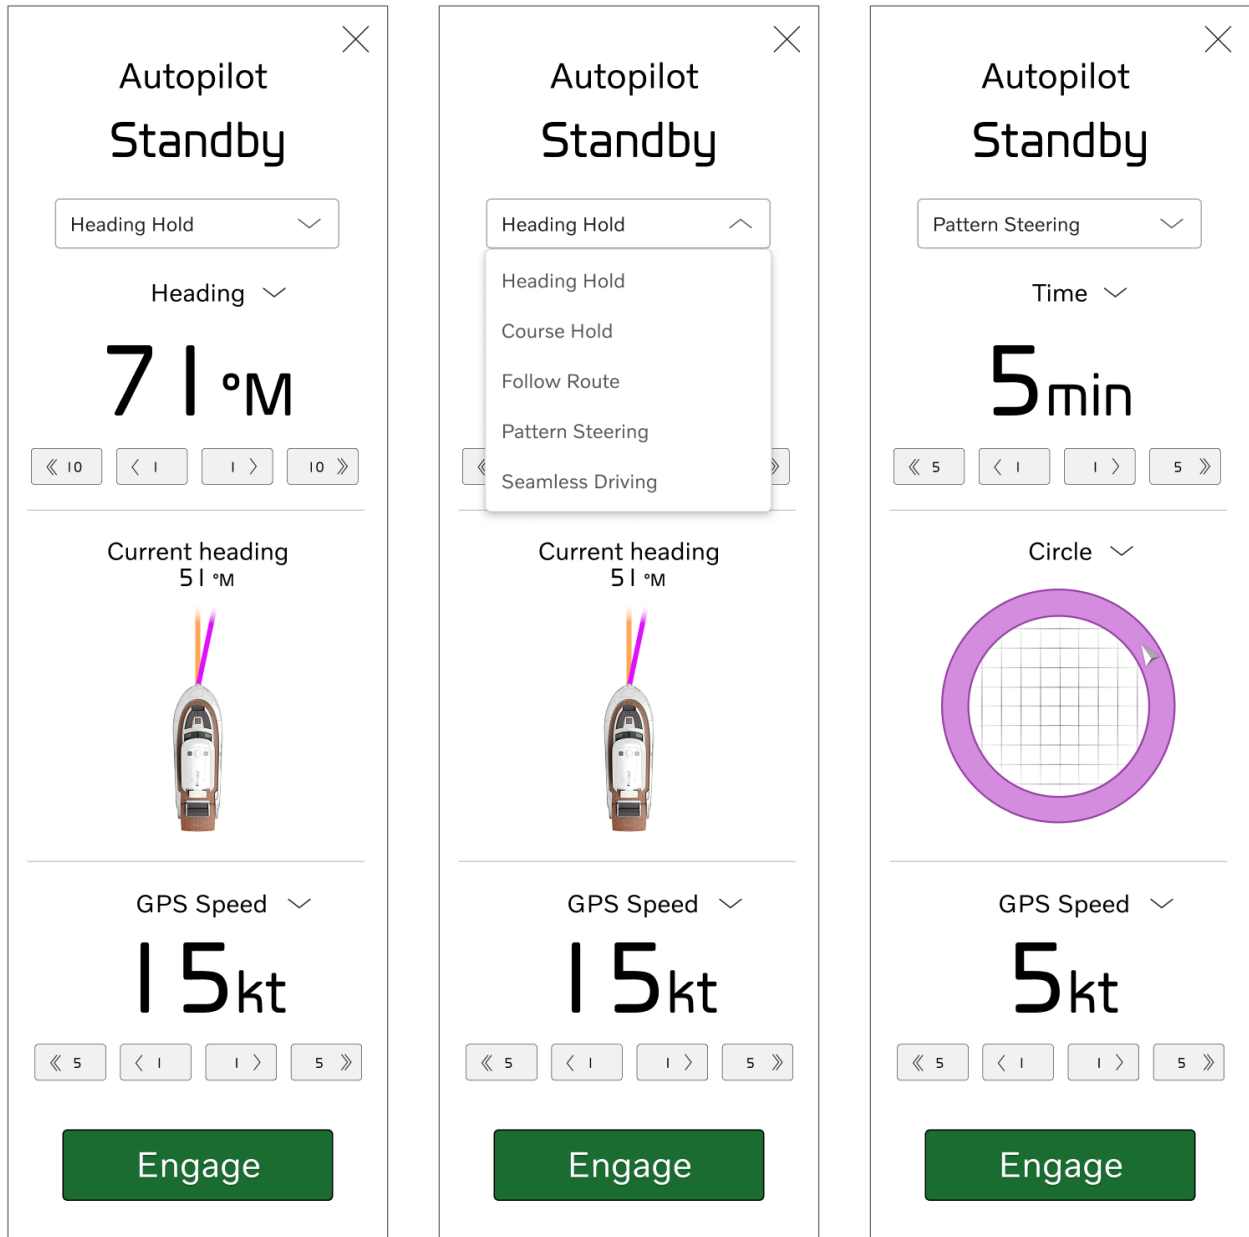 Autopilot
Standby
Heading Hold
Heading
71°M
10 1 1 10
Current heading
51 °M
GPS Speed
15kt
5 1 1 5
Engage
Autopilot
Standby
Heading Hold
Heading Hold
Course Hold
Follow Route
Pattern Steering
Seamless Driving
Current heading
51 °M
GPS Speed
15kt
5 1 1 5
Engage
Autopilot
Standby
Pattern Steering
Time
5min
5 1 1 5
Circle
GPS Speed
5kt
5 1 1 5
Engage